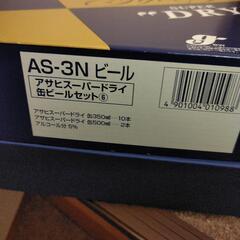 SUPER
"DRY
AS-3N ビール
アサヒスーパードライ
缶ビールセット⑥
アサヒスーパードライ 缶350ml…10本
アサヒスーパードライ 缶500ml… 2本
アルコール分 5%
4 901004 010988